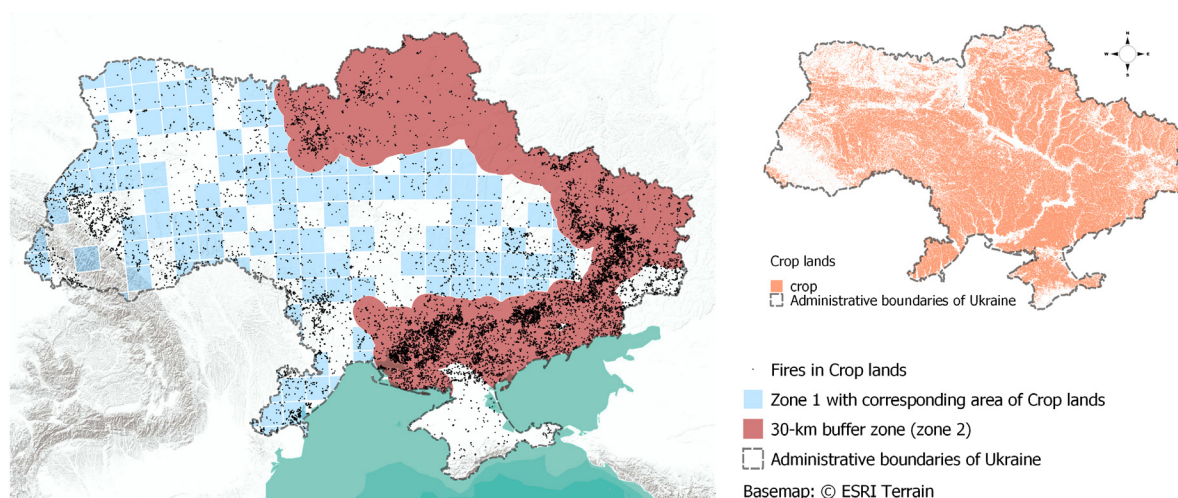 N
W E
S
Crop lands
crop
Administrative boundaries of Ukraine
Fires in Crop lands
Zone 1 with corresponding area of Crop lands
30-km buffer zone (zone 2)
Administrative boundaries of Ukraine
Basemap: © ESRI Terrain